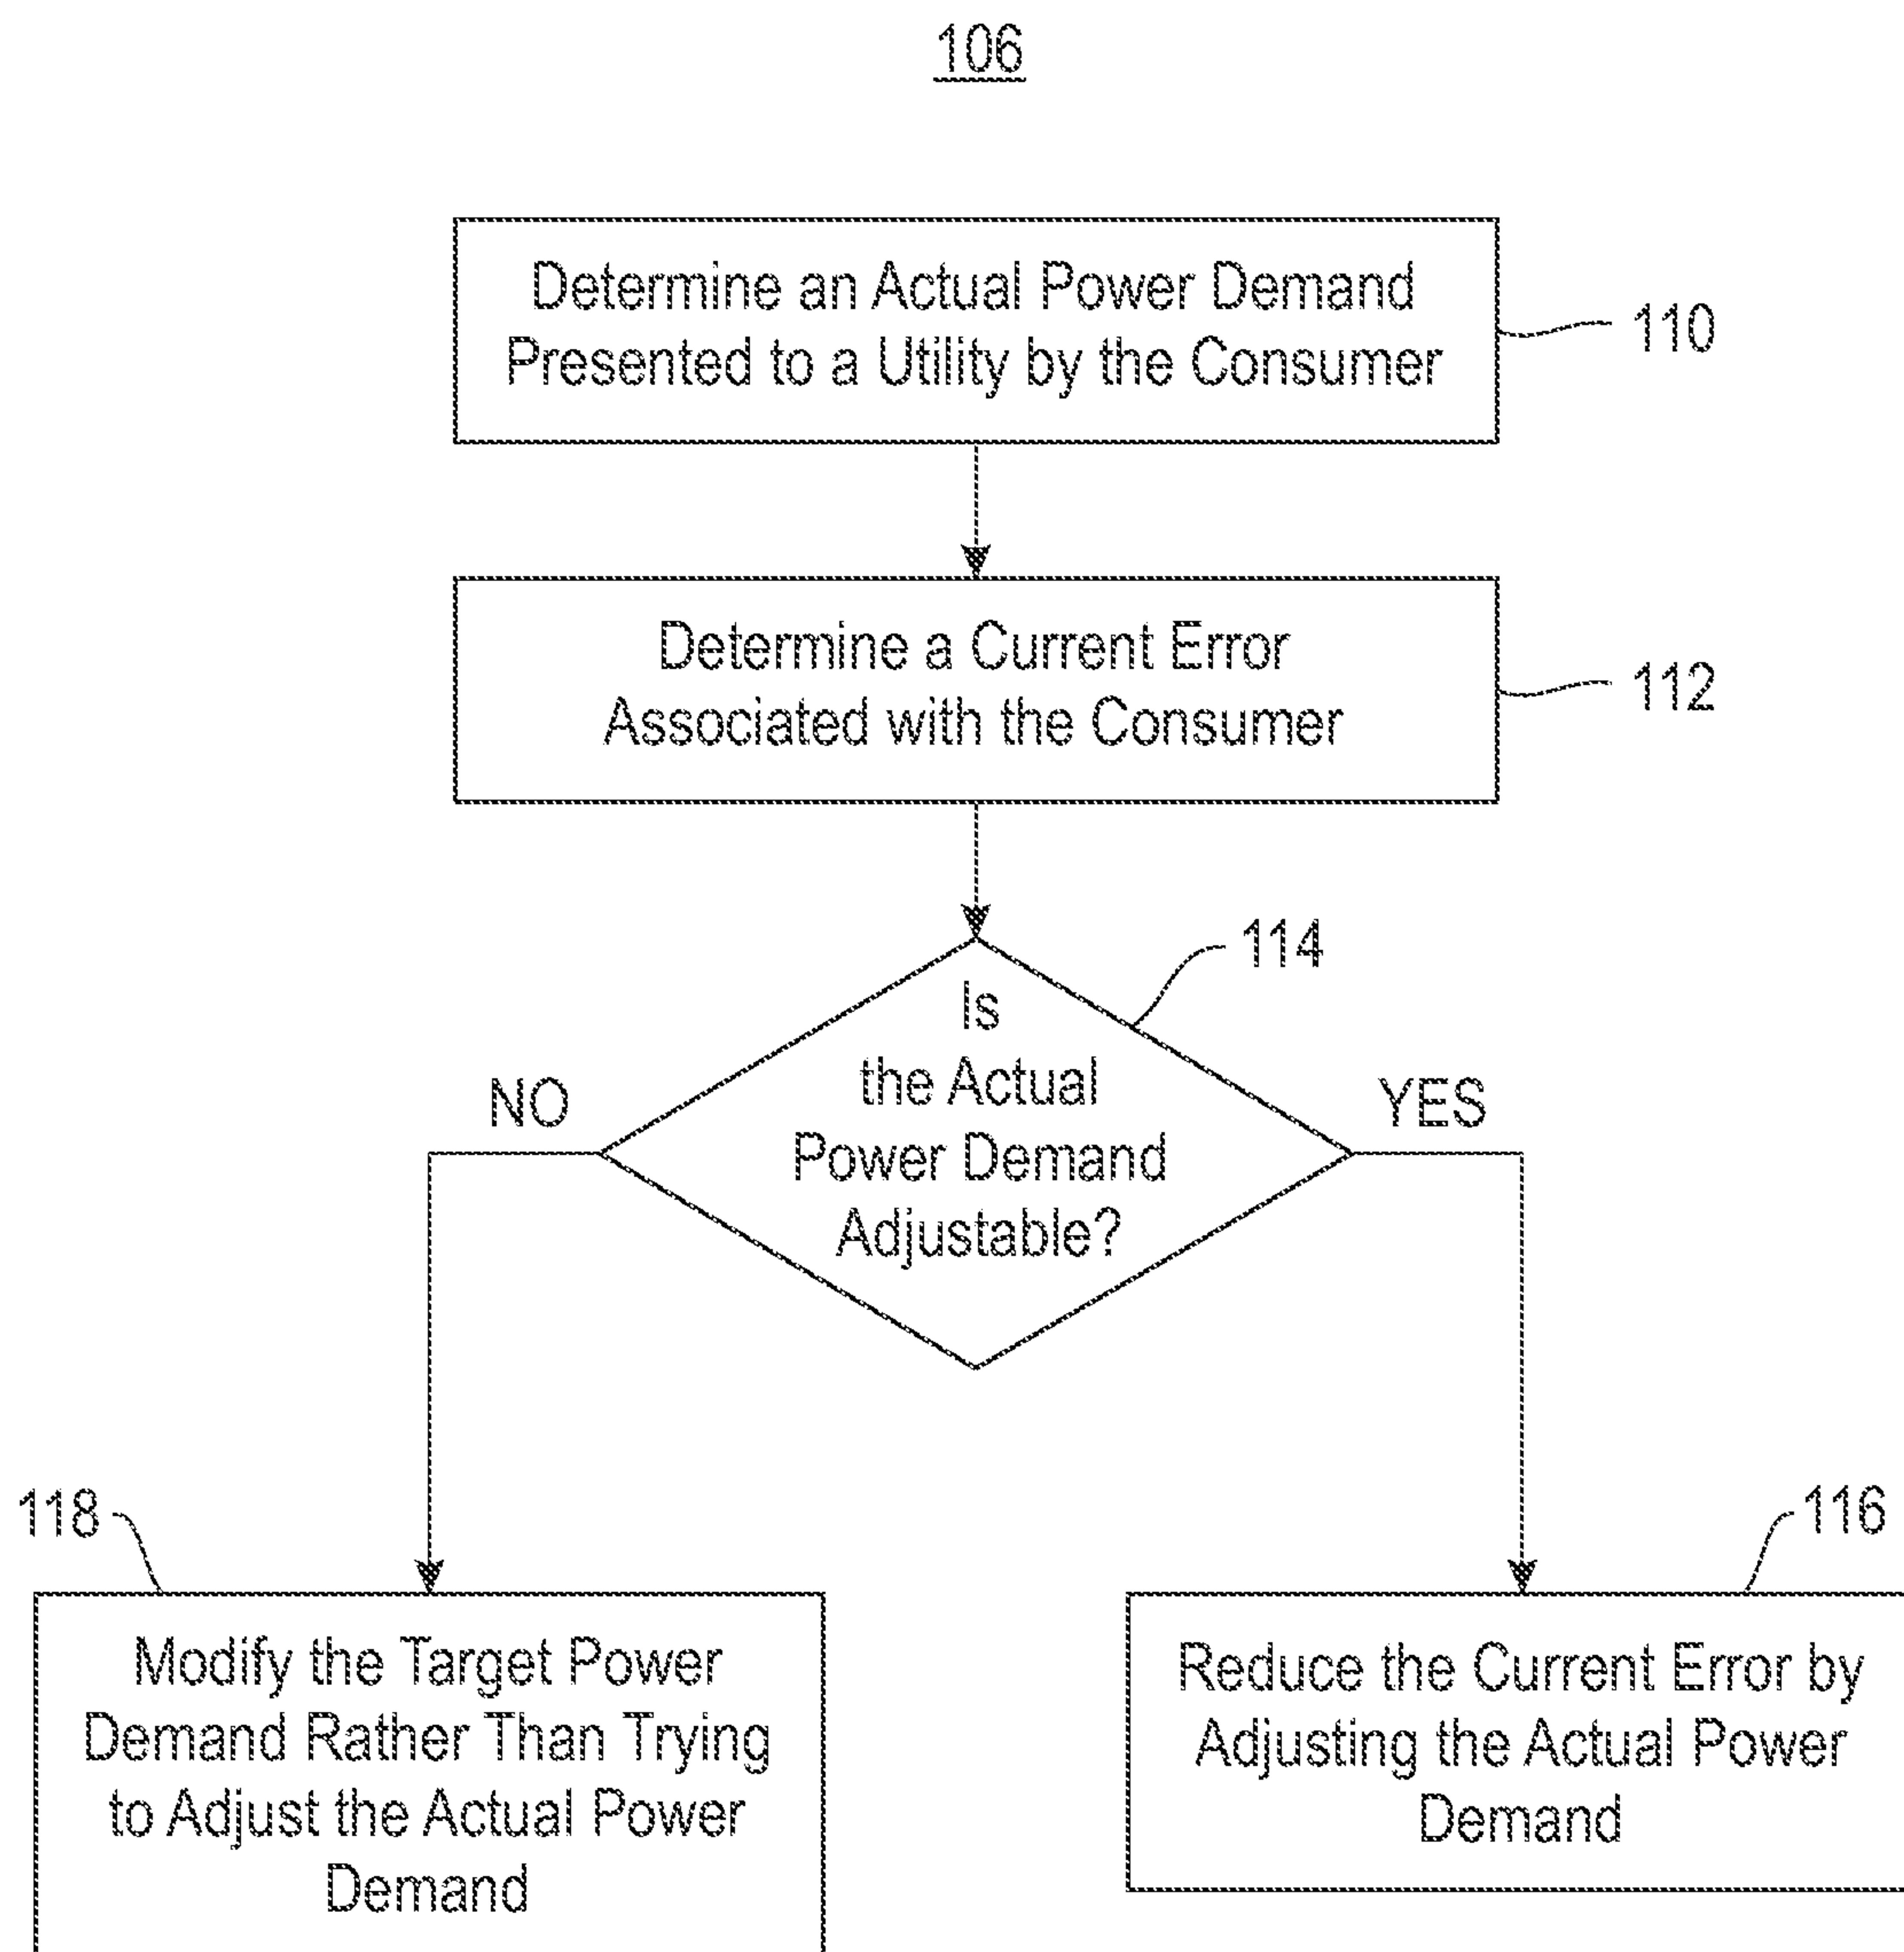 106
Determine an Actual Power Demand
Presented to a Utility by the Consumer
110
Determine a Current Error
Associated with the Consumer
112
114
Is
the Actual
Power Demand
Adjustable?
NO
YES
118
116
Modify the Target Power
Demand Rather Than Trying
to Adjust the Actual Power
Demand
Reduce the Current Error by
Adjusting the Actual Power
Demand